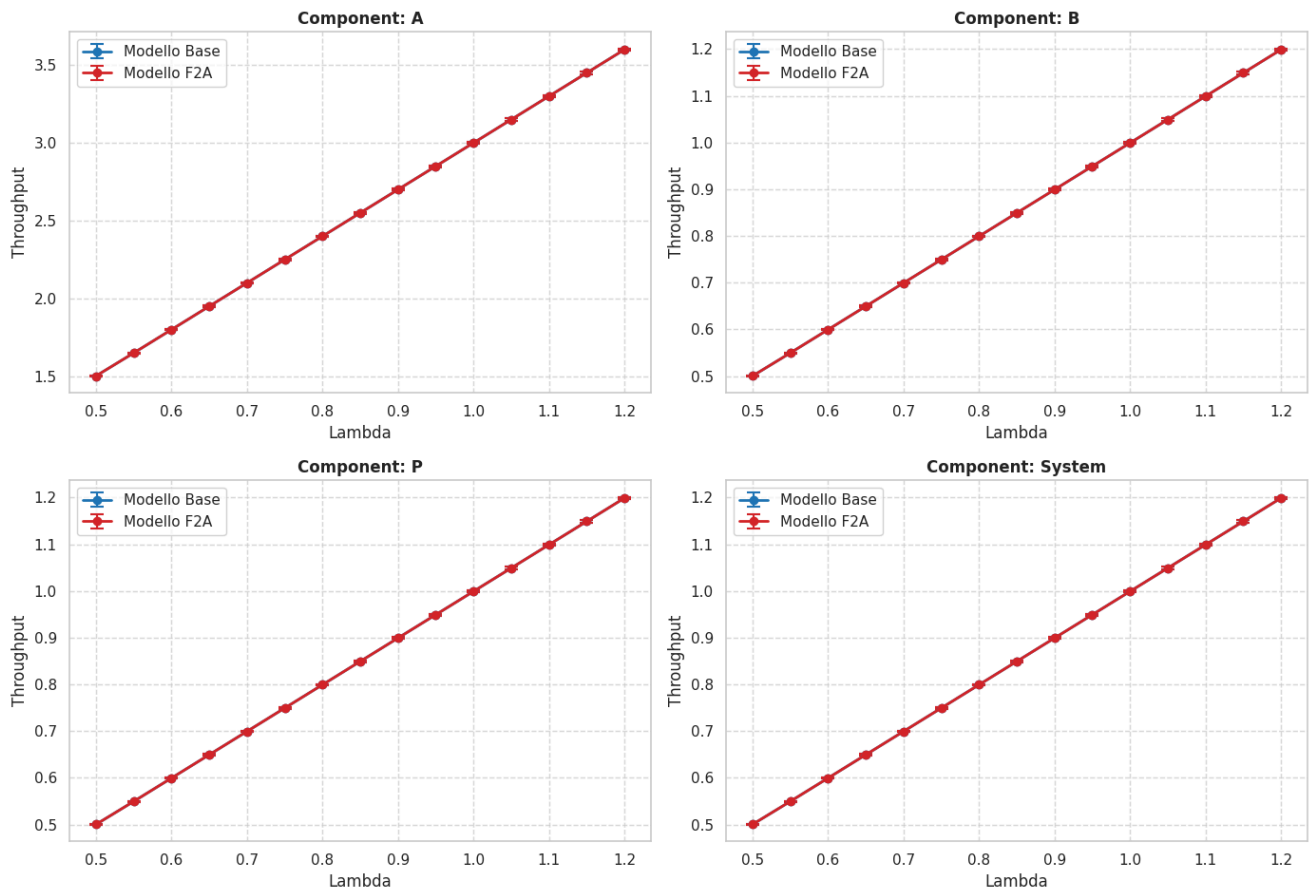 Component: A
Modello Base
Modello F2A
3.5
3.0
2.5
2.0
1.5
Throughput
0.5 0.6 0.7 0.8 0.9 1.0 1.1 1.2
Lambda
Component: B
Modello Base
Modello F2A
1.2
1.1
1.0
0.9
0.8
0.7
0.6
0.5
Throughput
0.5 0.6 0.7 0.8 0.9 1.0 1.1 1.2
Lambda
Component: P
Modello Base
Modello F2A
1.2
1.1
1.0
0.9
0.8
0.7
0.6
0.5
Throughput
0.5 0.6 0.7 0.8 0.9 1.0 1.1 1.2
Lambda
Component: System
Modello Base
Modello F2A
1.2
1.1
1.0
0.9
0.8
0.7
0.6
0.5
Throughput
0.5 0.6 0.7 0.8 0.9 1.0 1.1 1.2
Lambda